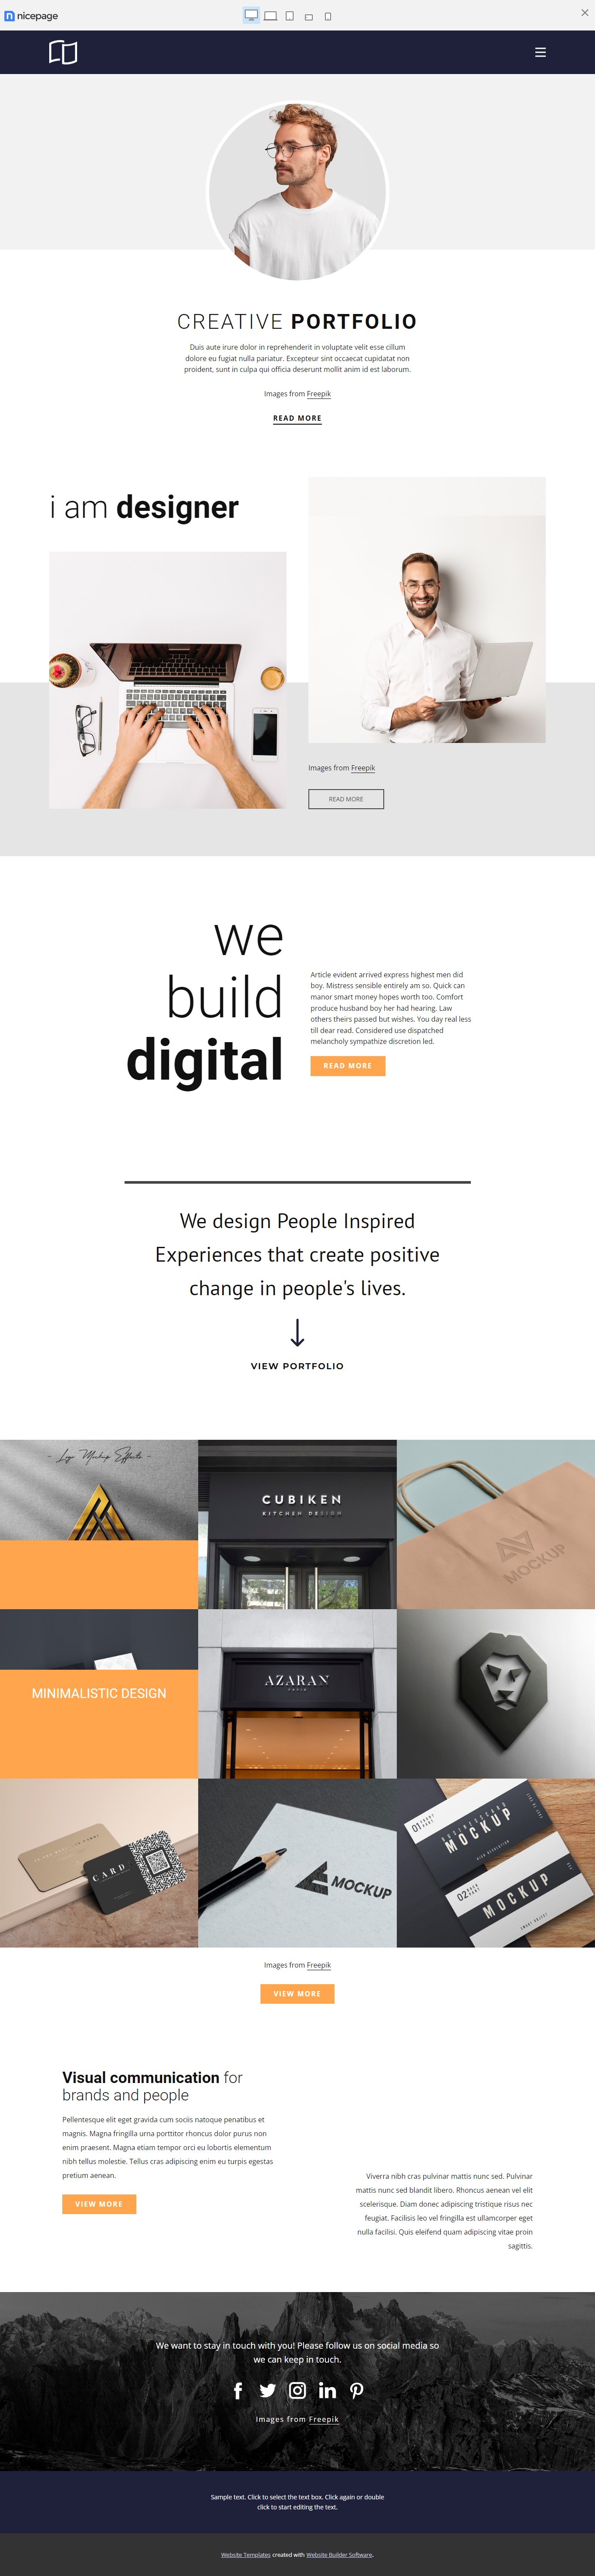 nicepage
CREATIVE PORTFOLIO
Duis aute irure dolor in reprehenderit in voluptate velit esse cillum
dolore eu fugiat nulla pariatur. Excepteur sint occaecat cupidatat non
proident, sunt in culpa qui officia deserunt mollit anim id est laborum.
Images from Freepik
READ MORE
i am designer
Images from Freepik
READ MORE
we
build
digital
Article evident arrived express highest men did
boy. Mistress sensible entirely am so. Quick can
manor smart money hopes worth too. Comfort
produce husband boy her had hearing. Law
others theirs passed but wishes. You day real less
till dear read. Considered use dispatched
melancholy sympathize discretion led.
READ MORE
We design People Inspired
Experiences that create positive
change in people's lives.
VIEW PORTFOLIO
- Logo Mockup Effects -
CUBIKEN
KITCHEN DESIGN
MOCKUP
MINIMALISTIC DESIGN
AZARAN
CARD
MOCKUP
01 FRONT PART
BUSINESSCARD
MOCKUP
HIGH RESOLUTION
02 BACK PART
MOCKUP
SMART OBJECT
Images from Freepik
VIEW MORE
Visual communication for
brands and people
Pellentesque elit eget gravida cum sociis natoque penatibus et
magnis. Magna fringilla urna porttitor rhoncus dolor purus non
enim praesent. Magna etiam tempor orci eu lobortis elementum
nibh tellus molestie. Tellus cras adipiscing enim eu turpis egestas
pretium aenean.
VIEW MORE
Viverra nibh cras pulvinar mattis nunc sed. Pulvinar
mattis nunc sed blandit libero. Rhoncus aenean vel elit
scelerisque. Diam donec adipiscing tristique risus nec
feugiat. Facilisis leo vel fringilla est ullamcorper eget
nulla facilisi. Quis eleifend quam adipiscing vitae proin
sagittis.
We want to stay in touch with you! Please follow us on social media so
we can keep in touch.
Images from Freepik
Sample text. Click to select the text box. Click again or double
click to start editing the text.
Website Templates created with Website Builder Software.